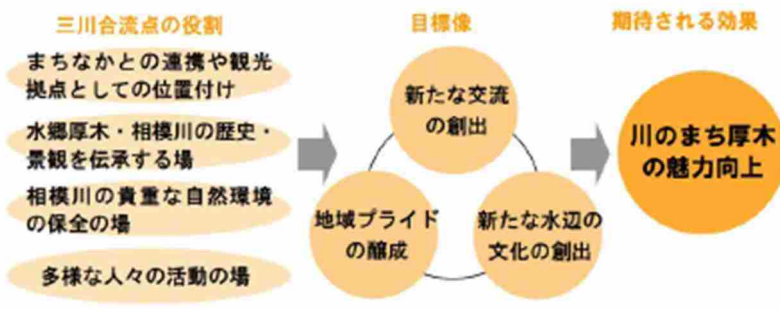 三川合流点の役割
まちなかとの連携や観光
拠点としての位置付け
水郷厚木・相模川の歴史・
景観を伝承する場
相模川の貴重な自然環境
の保全の場
多様な人々の活動の場
目標像
新たな交流
の創出
地域プライド
の醸成
新たな水辺の
文化の創出
期待される効果
川のまち厚木
の魅力向上